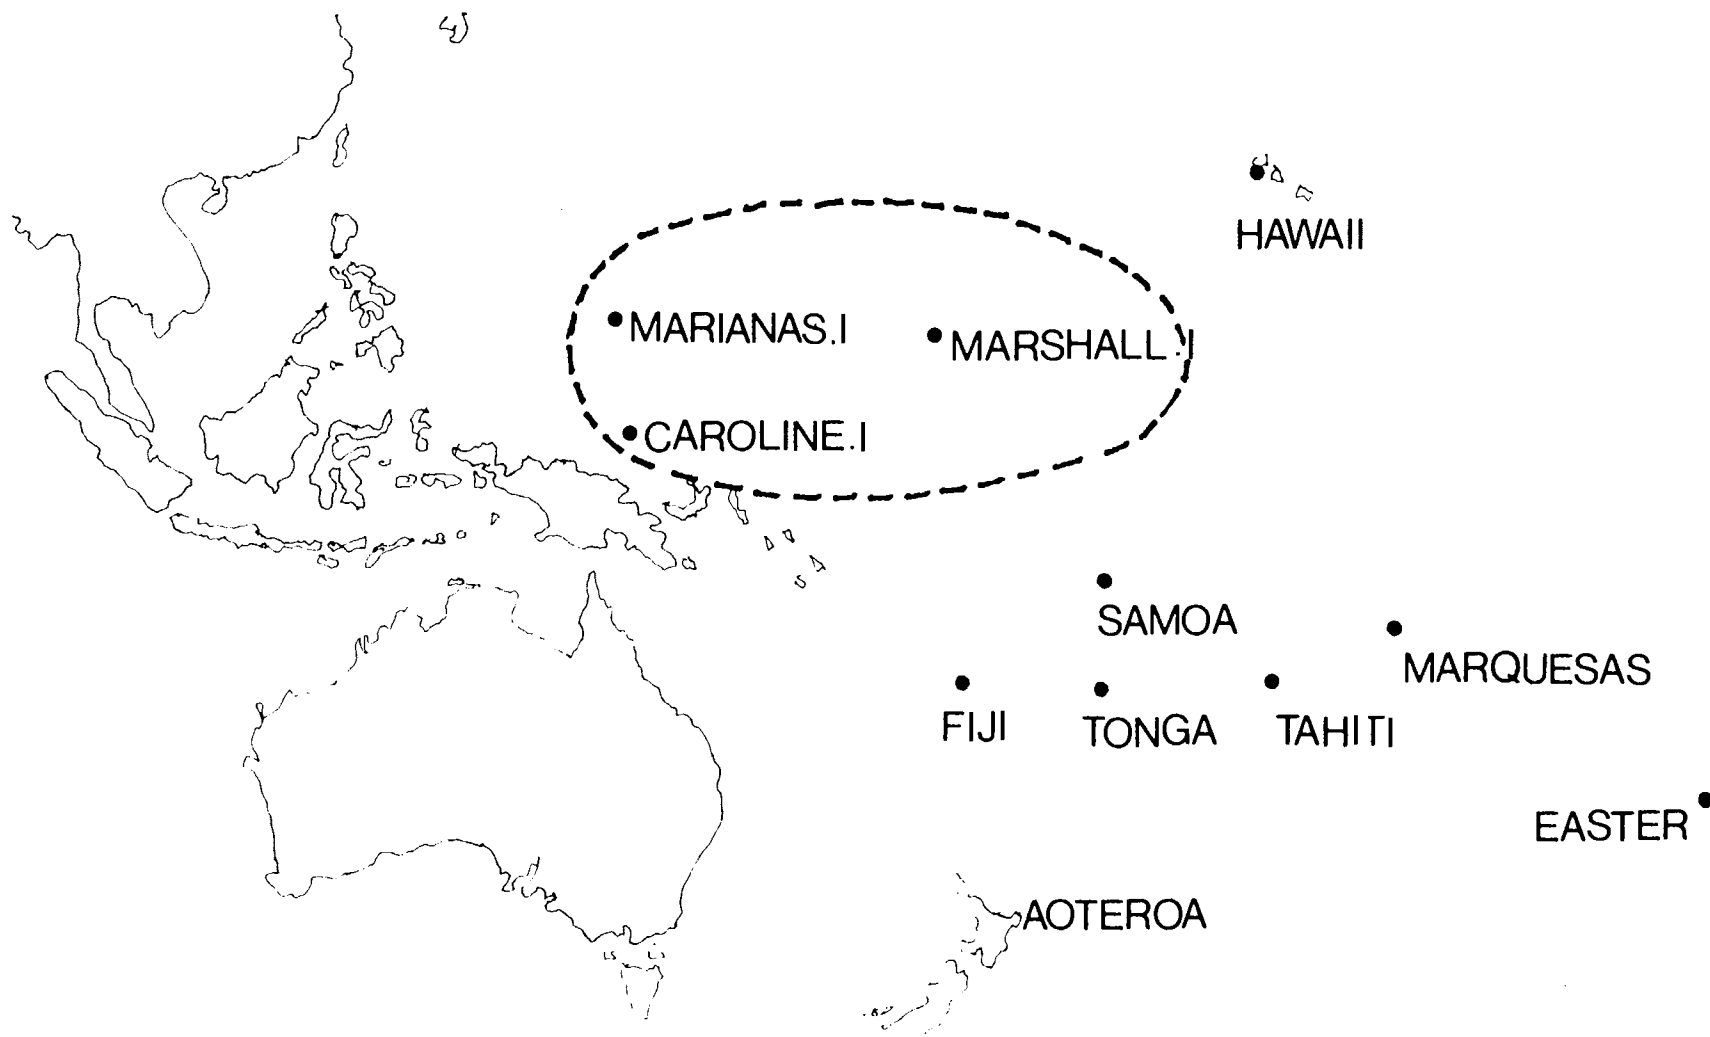 HAWAII
MARIANAS.I
MARSHALL.I
CAROLINE.I
SAMOA
MARQUESAS
FIJI
TONGA
TAHITI
EASTER
AOTEROA